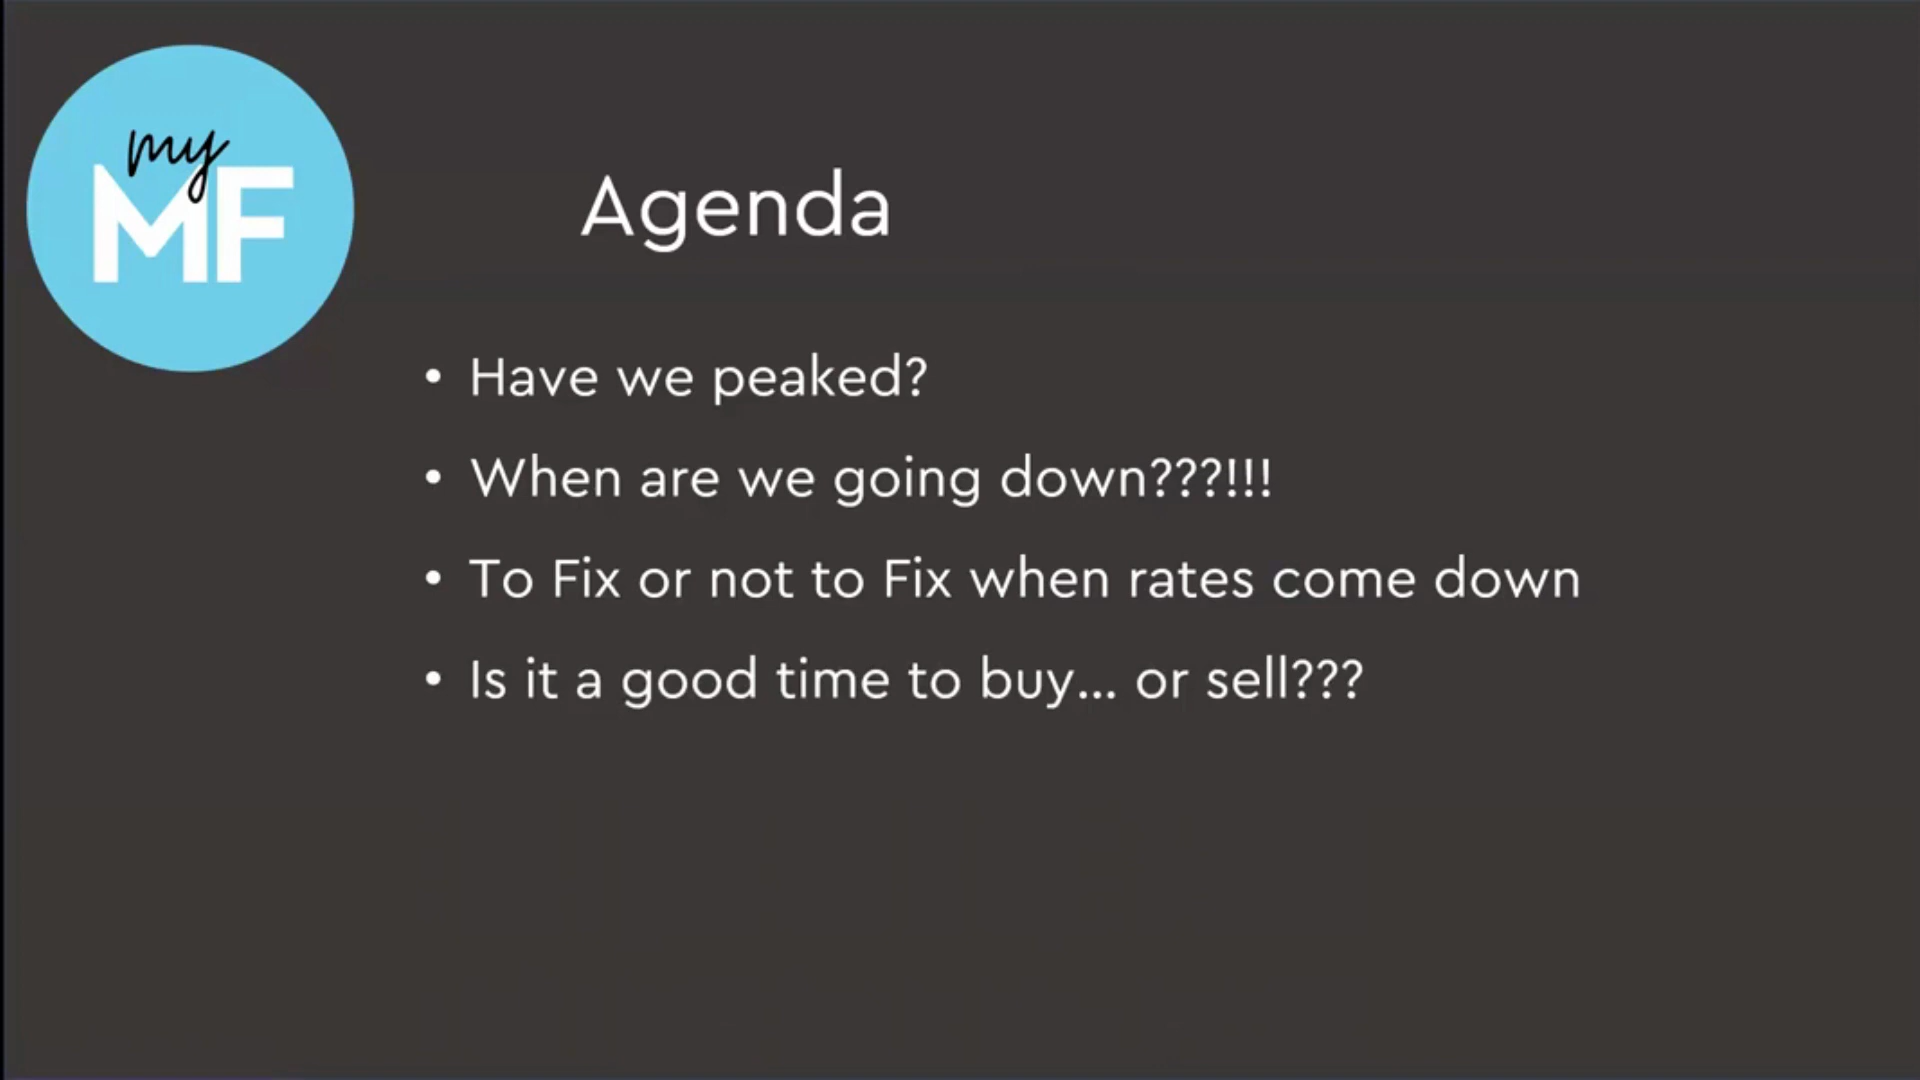 my
MF
Agenda
• Have we peaked?
• When are we going down???!!!
• To Fix or not to Fix when rates come down
• Is it a good time to buy... or sell???